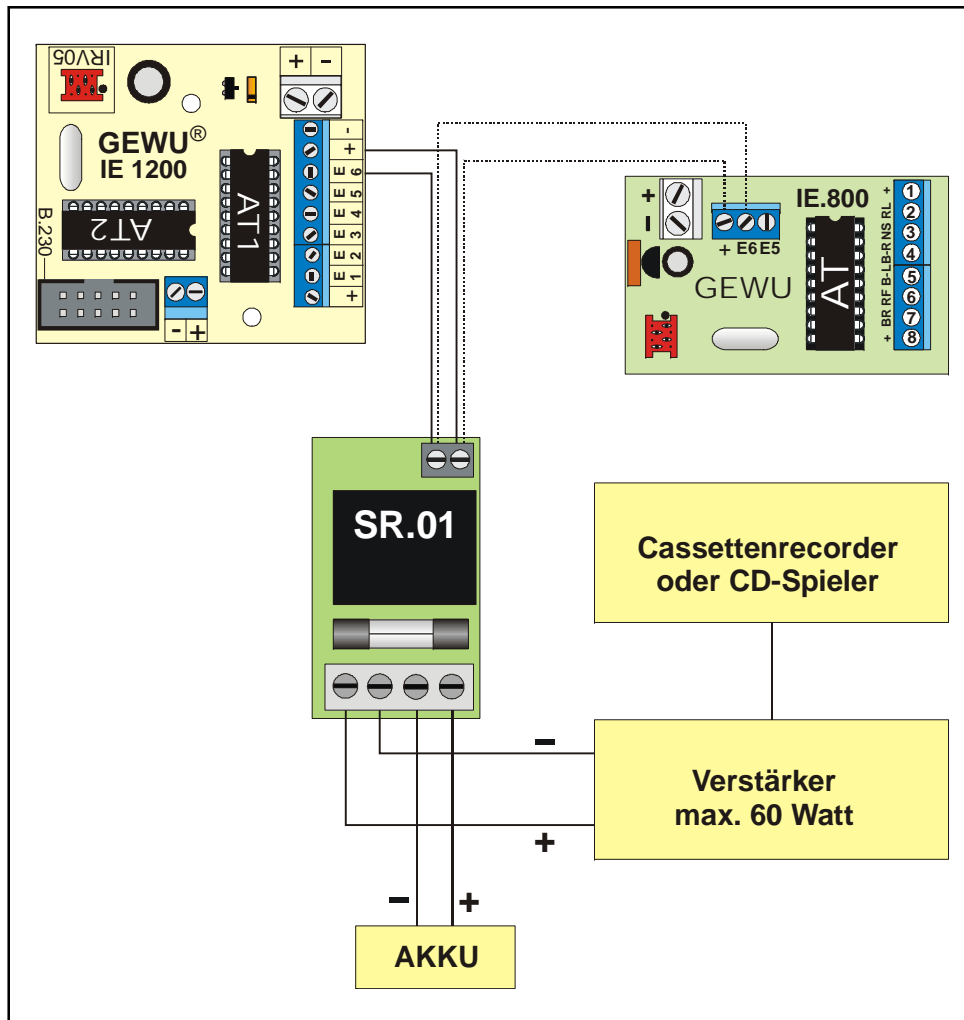 IRV05
+ -
GEWU®
IE 1200
AT2
AT1
B.230
- +
-
+
E 6
5
E 4
3
E 2
E 1
+
+
-
+ E6 E5
IE.800
GEWU
AT
+ BR RF B-L B-R NS RL +
1
2
3
4
5
6
7
8
SR.01
Cassettenrecorder
oder CD-Spieler
-
Verstärker
max. 60 Watt
+
- +
AKKU